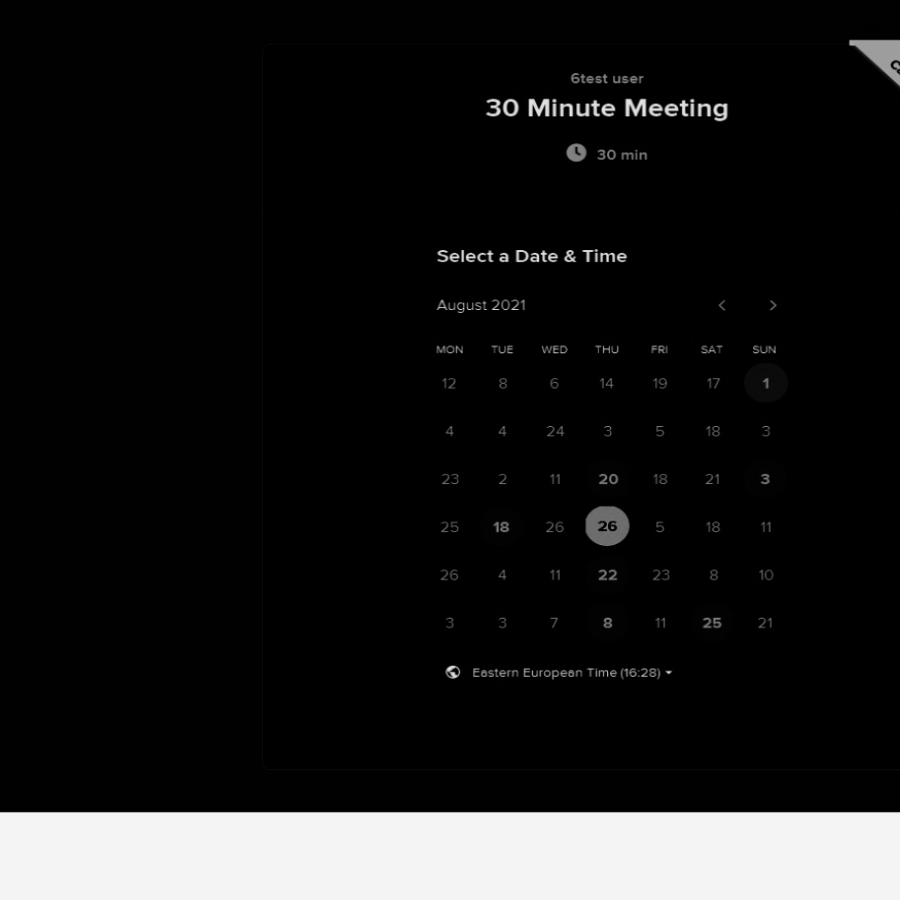 6test user
30 Minute Meeting
30 min
Select a Date & Time
August 2021
MON TUE WED THU FRI SAT SUN
12 8 6 14 19 17 1
4 4 24 3 5 18 3
23 2 11 20 18 21 3
25 18 26 26 5 18 11
26 4 11 22 23 8 10
3 3 7 8 11 25 21
Eastern European Time (16:28)